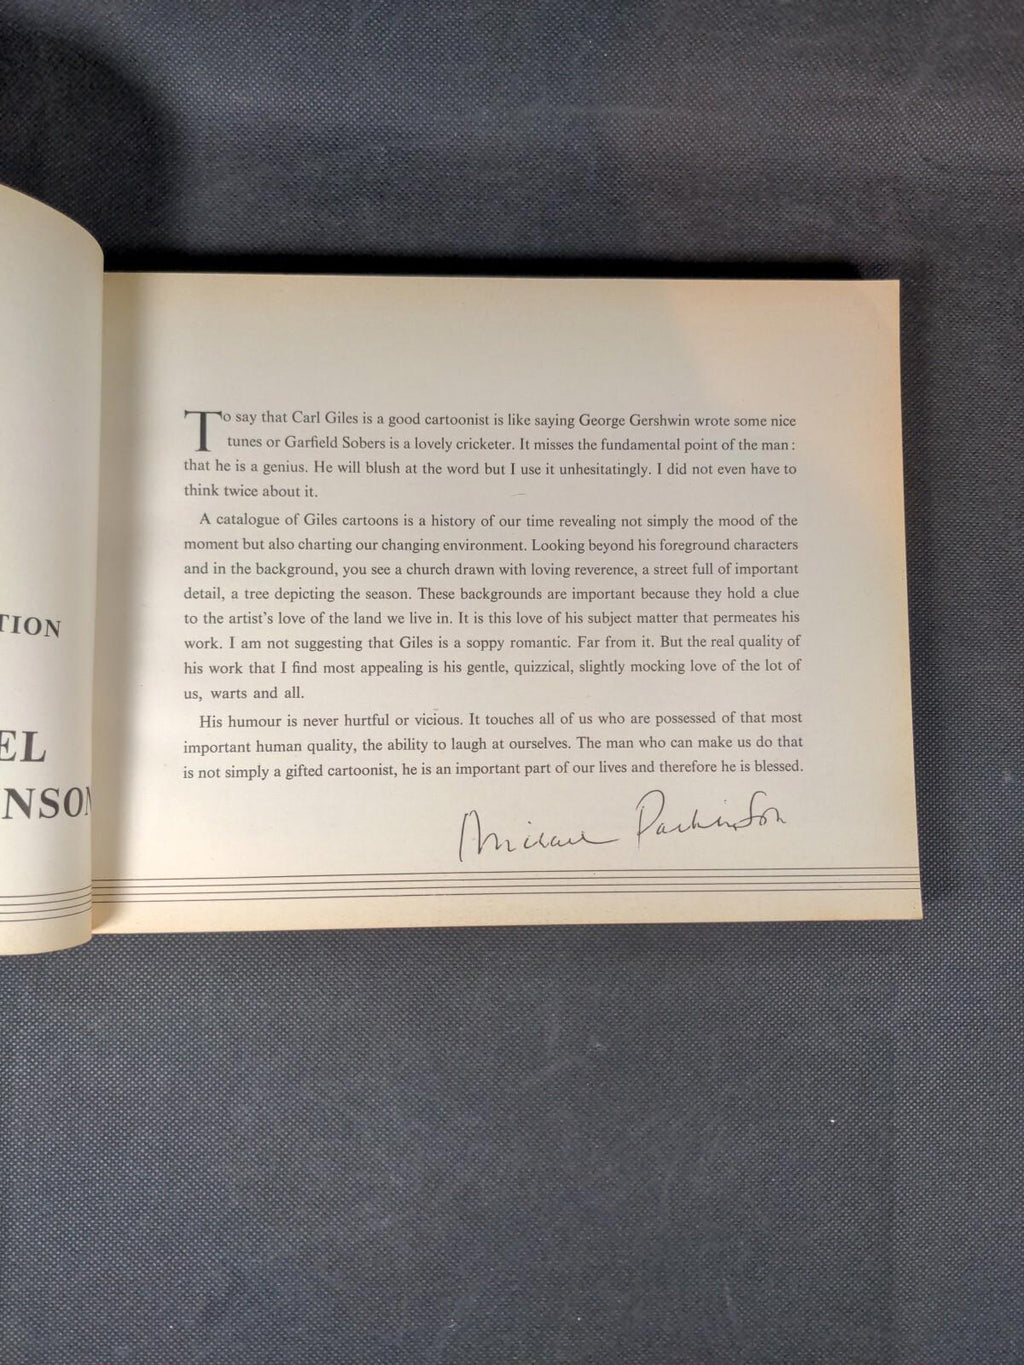 TION
EL
NSON
To say that Carl Giles is a good cartoonist is like saying George Gershwin wrote some nice
tunes or Garfield Sobers is a lovely cricketer. It misses the fundamental point of the man:
that he is a genius. He will blush at the word but I use it unhesitatingly. I did not even have to
think twice about it.
A catalogue of Giles cartoons is a history of our time revealing not simply the mood of the
moment but also charting our changing environment. Looking beyond his foreground characters
and in the background, you see a church drawn with loving reverence, a street full of important
detail, a tree depicting the season. These backgrounds are important because they hold a clue
to the artist's love of the land we live in. It is this love of his subject matter that permeates his
work. I am not suggesting that Giles is a soppy romantic. Far from it. But the real quality of
his work that I find most appealing is his gentle, quizzical, slightly mocking love of the lot of
us, warts and all.
His humour is never hurtful or vicious. It touches all of us who are possessed of that most
important human quality, the ability to laugh at ourselves. The man who can make us do that
is not simply a gifted cartoonist, he is an important part of our lives and therefore he is blessed.
Michael Parkinson